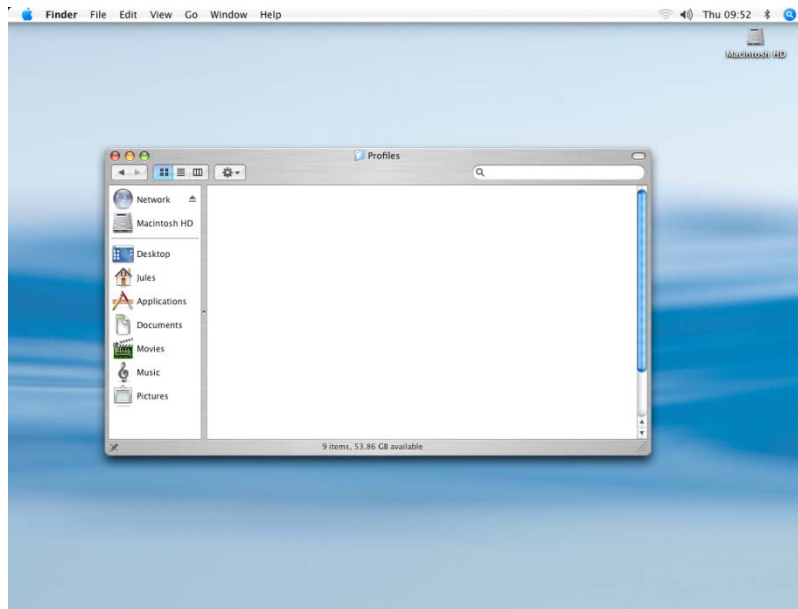 Finder File Edit View Go Window Help Thu 09:52
Macintosh HD
Profiles
Network
Macintosh HD
Desktop
Jules
Applications
Documents
Movies
Music
Pictures
9 items, 53.86 GB available